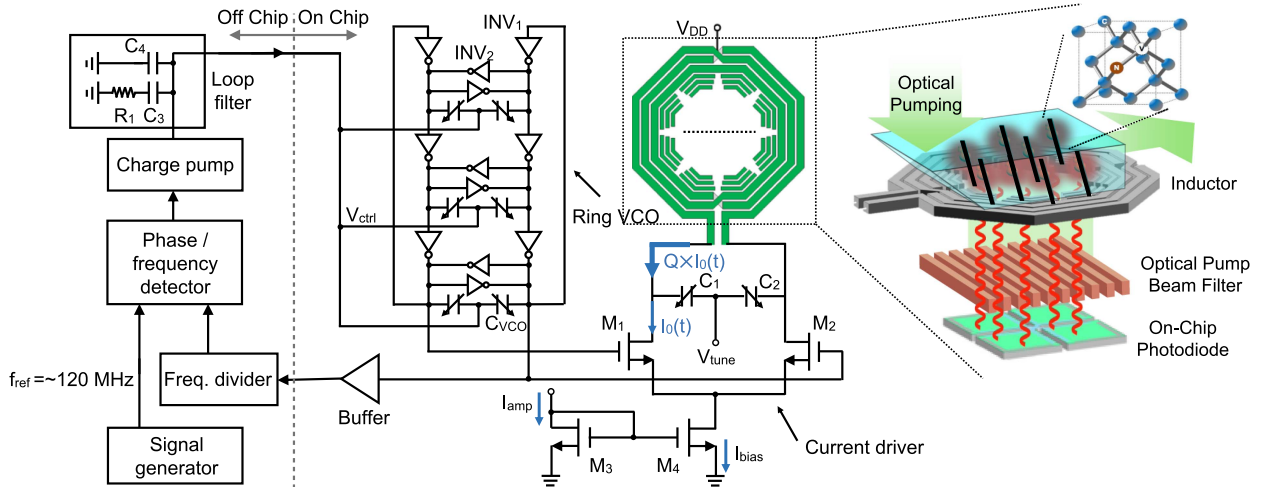 Off Chip
On Chip
C4
R1
C3
Loop
filter
Charge pump
Phase /
frequency
detector
fref =~120 MHz
Freq. divider
Signal
generator
Buffer
INV1
INV2
Vctrl
CVCO
Ring VCO
VDD
Q×I0(t)
I0(t)
C1
C2
M1
M2
Vtune
Iamp
M3
M4
Ibias
Current driver
Optical
Pumping
C
V
N
Inductor
Optical Pump
Beam Filter
On-Chip
Photodiode